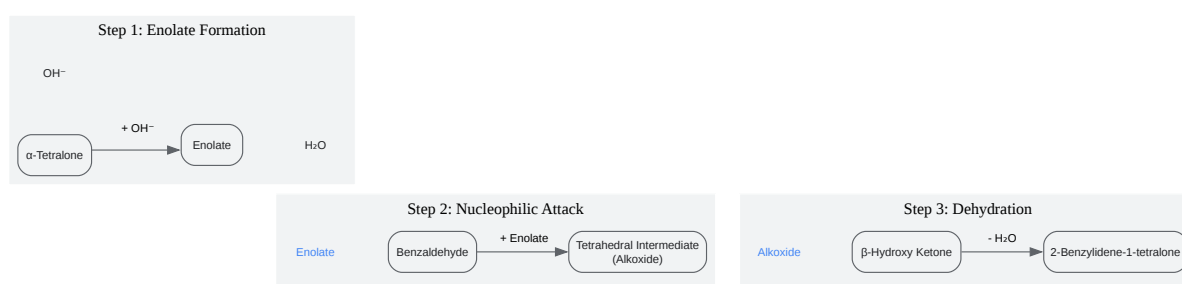 Step 1: Enolate Formation
OH⁻
+ OH⁻
α-Tetralone
Enolate
H₂O
Step 2: Nucleophilic Attack
Enolate
Benzaldehyde
+ Enolate
Tetrahedral Intermediate
(Alkoxide)
Step 3: Dehydration
Alkoxide
β-Hydroxy Ketone
- H₂O
2-Benzylidene-1-tetralone